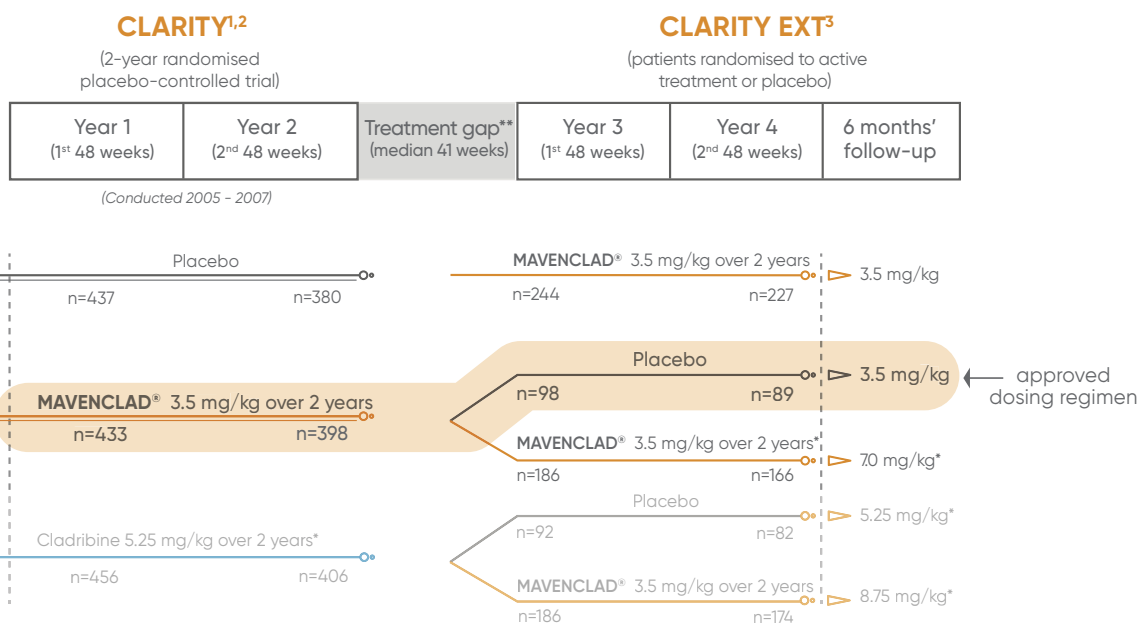 CLARITY1,2
(2-year randomised
placebo-controlled trial)
CLARITY EXT3
(patients randomised to active
treatment or placebo)
Year 1
(1st 48 weeks)
Year 2
(2nd 48 weeks)
Treatment gap**
(median 41 weeks)
Year 3
(1st 48 weeks)
Year 4
(2nd 48 weeks)
6 months'
follow-up
(Conducted 2005 - 2007)
Placebo
n=437
n=380
MAVENCLAD® 3.5 mg/kg over 2 years
n=244
n=227
3.5 mg/kg
MAVENCLAD® 3.5 mg/kg over 2 years
n=433
n=398
Placebo
n=98
n=89
3.5 mg/kg
approved
dosing regimen
MAVENCLAD® 3.5 mg/kg over 2 years*
n=186
n=166
7.0 mg/kg*
Cladribine 5.25 mg/kg over 2 years*
n=456
n=406
Placebo
n=92
n=82
5.25 mg/kg*
MAVENCLAD® 3.5 mg/kg over 2 years
n=186
n=174
8.75 mg/kg*